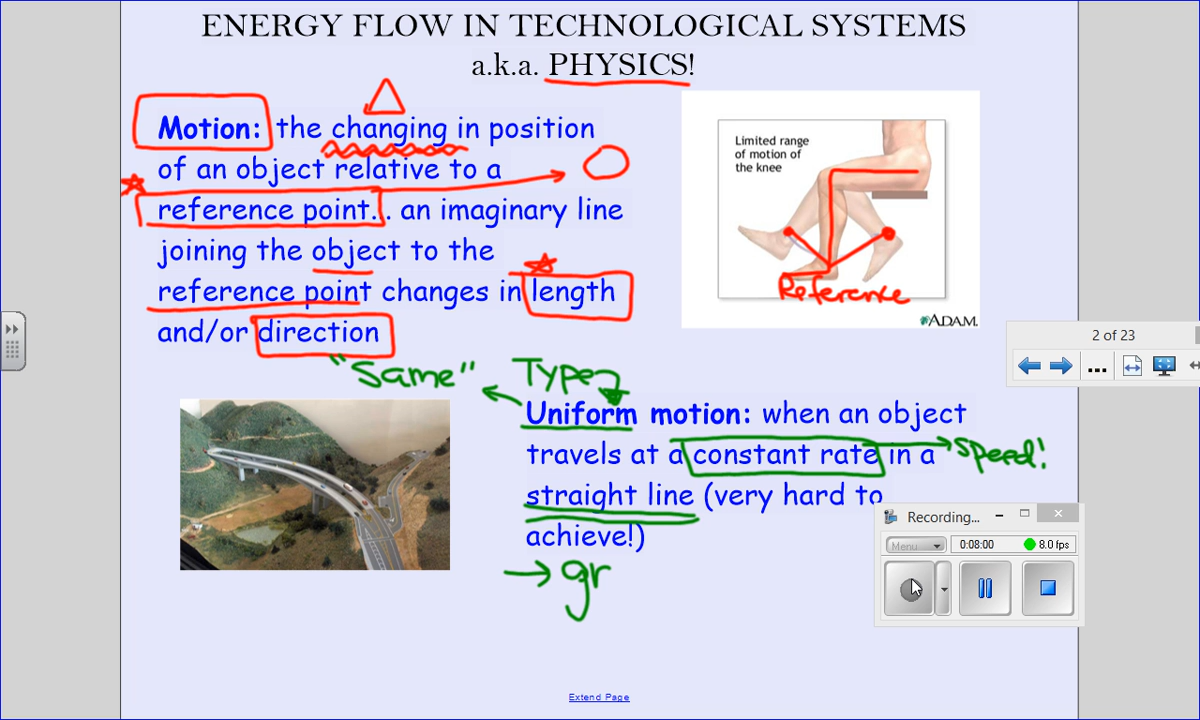 ENERGY FLOW IN TECHNOLOGICAL SYSTEMS
a.k.a. PHYSICS!
Motion: the changing in position
of an object relative to a
reference point... an imaginary line
joining the object to the
reference point changes in length
and/or direction
Limited range
of motion of
the knee
Reference
ADAM.
2 of 23
"Same"
Type
Uniform motion: when an object
travels at a constant rate in a
speed!
straight line (very hard to
achieve!)
→ gr
Recording...
Menu
0:08:00
8.0 fps
Extend Page